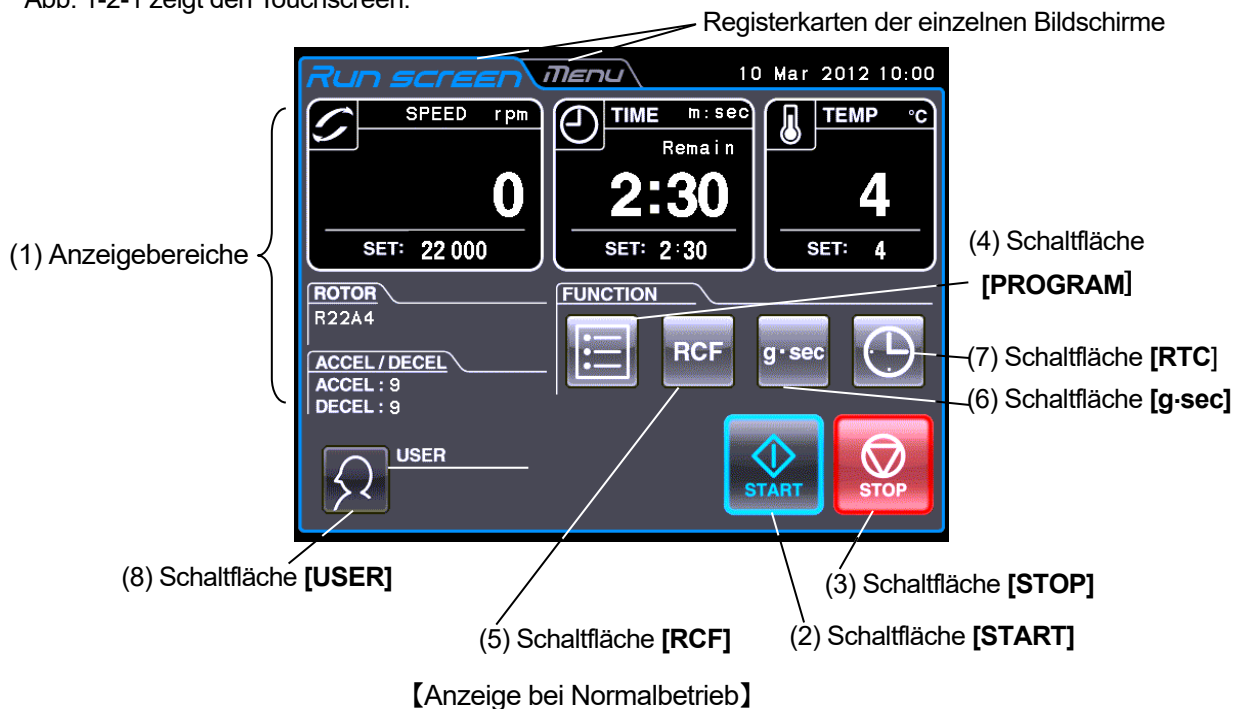 Abb. 1-2-1 zeigt den Touchscreen.
Registerkarten der einzelnen Bildschirme
Run screen Menu 10 Mar 2012 10:00
SPEED rpm
0
SET: 22 000
TIME m:sec
Remain
2:30
SET: 2:30
TEMP °C
4
SET: 4
(1) Anzeigebereiche
(4) Schaltfläche
[PROGRAM]
ROTOR
R22A4
FUNCTION
RCF
g·sec
(7) Schaltfläche [RTC]
ACCEL / DECEL
ACCEL : 9
DECEL : 9
(6) Schaltfläche [g·sec]
USER
START
STOP
(8) Schaltfläche [USER]
(3) Schaltfläche [STOP]
(5) Schaltfläche [RCF]
(2) Schaltfläche [START]
【Anzeige bei Normalbetrieb】